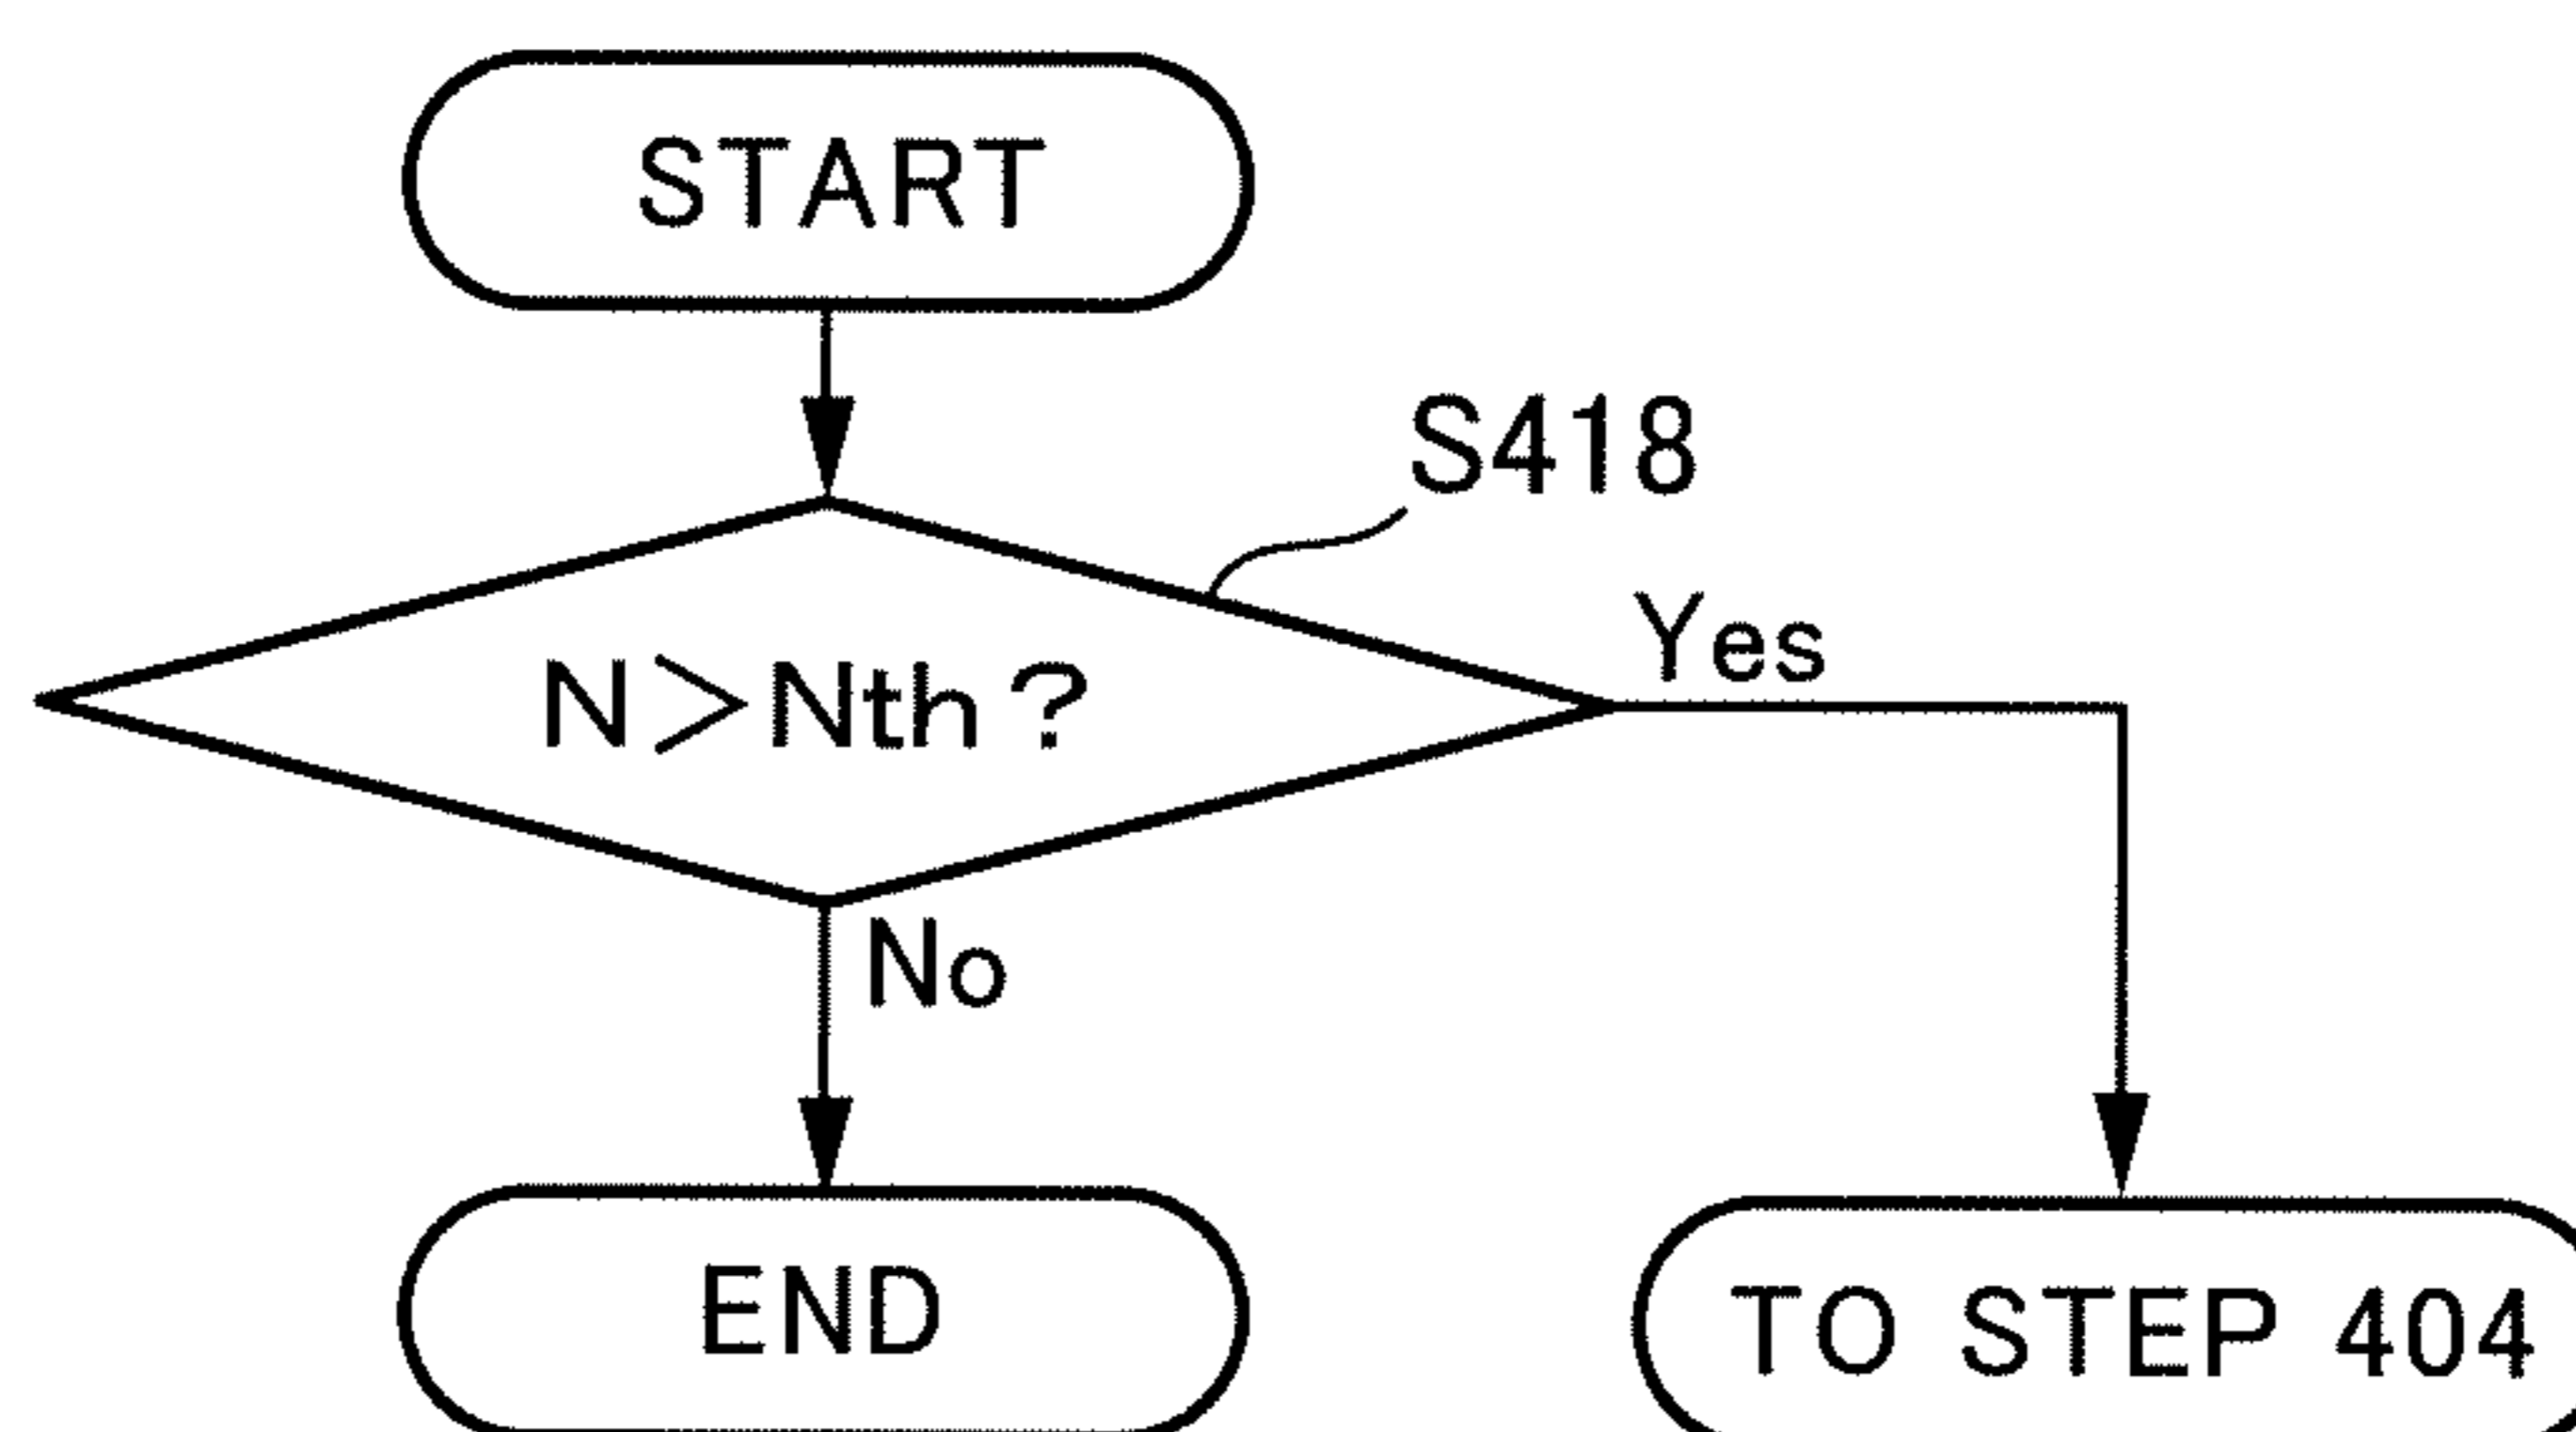 START
S418
N>Nth?
Yes
No
END
TO STEP 404